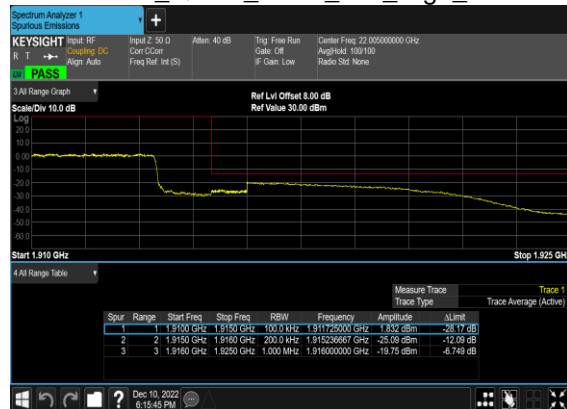 Spectrum Analyzer 1
Spurious Emissions
+
KEYSIGHT Input: RF Input Z: 50 Ω Atten: 40 dB Trig: Free Run Center Freq: 22.005000000 GHz
R T Coupling: DC Corr CCorr Gate: Off Avg|Hold: 100/100
Align: Auto Freq Ref: Int (S) IF Gain: Low Radio Std: None
PASS
3 All Range Graph
Ref Lvl Offset 8.00 dB
Scale/Div 10.0 dB Ref Value 30.00 dBm
Log
20.0
10.0
0.00
-10.0
-20.0
-30.0
-40.0
-50.0
-60.0
Start 1.910 GHz Stop 1.925 GH
4 All Range Table
Measure Trace Trace 1
Trace Type Trace Average (Active)
Spur Range Start Freq Stop Freq RBW Frequency Amplitude ΔLimit
1 1 1.9100 GHz 1.9150 GHz 100.0 kHz 1.911725000 GHz 1.832 dBm -28.17 dB
2 2 1.9150 GHz 1.9160 GHz 200.0 kHz 1.915236667 GHz -25.09 dBm -12.09 dB
3 3 1.9160 GHz 1.9250 GHz 1.000 MHz 1.916000000 GHz -19.75 dBm -6.749 dB
? Dec 10, 2022
6:15:45 PM